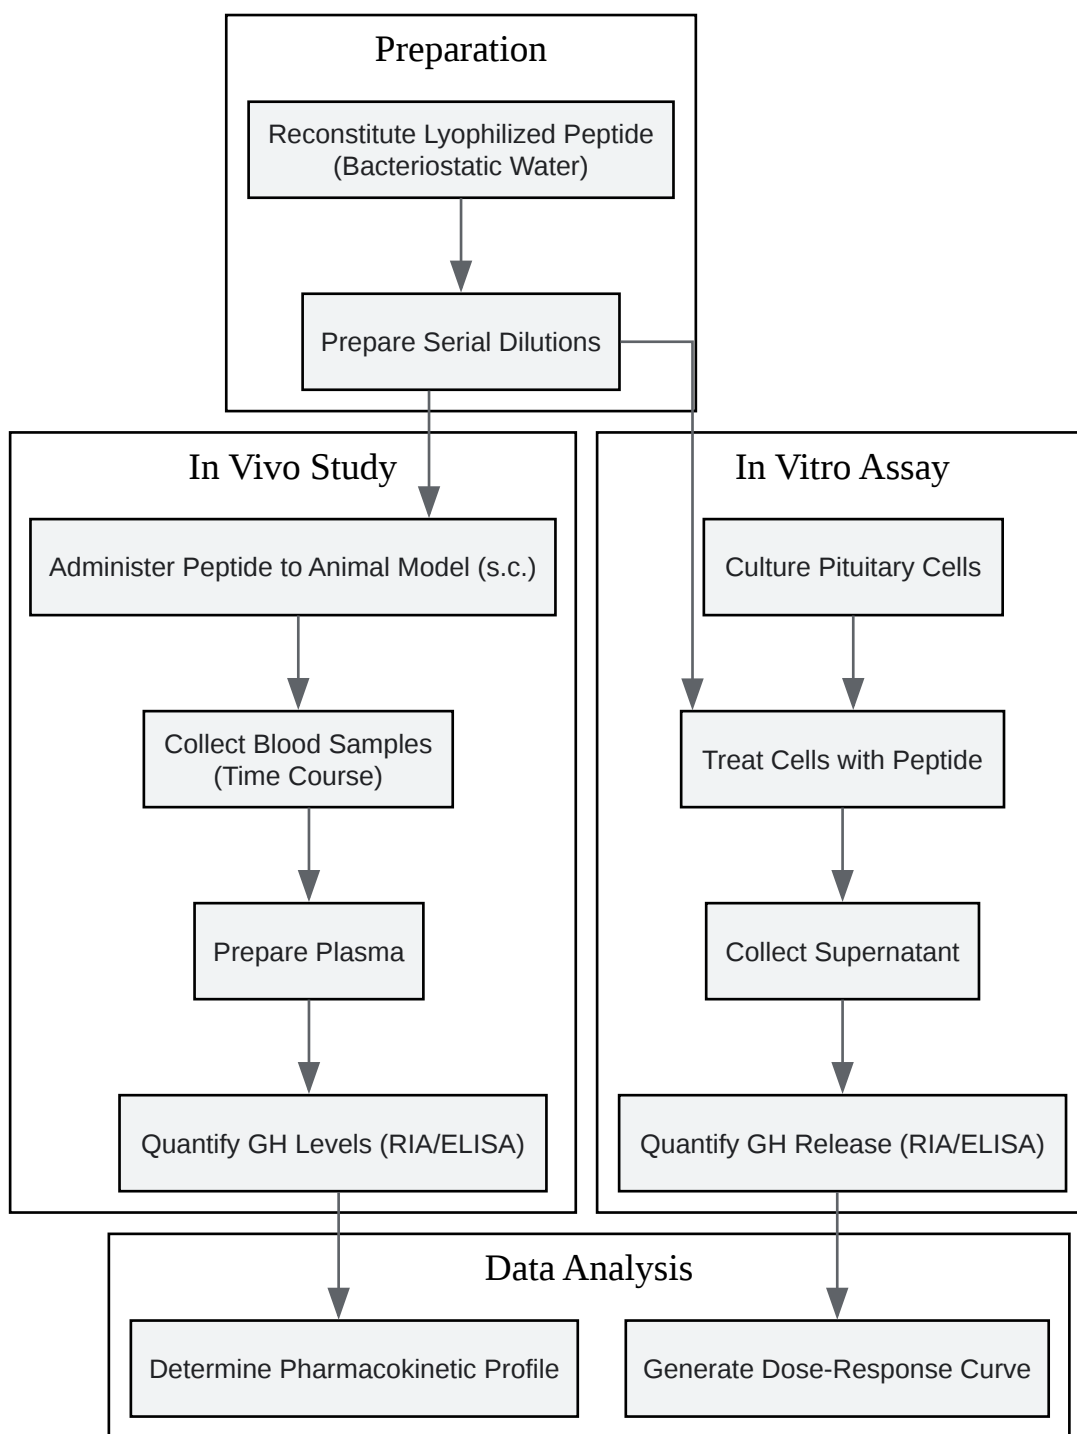 Preparation
Reconstitute Lyophilized Peptide
(Bacteriostatic Water)
Prepare Serial Dilutions
In Vivo Study
Administer Peptide to Animal Model (s.c.)
Collect Blood Samples
(Time Course)
Prepare Plasma
Quantify GH Levels (RIA/ELISA)
In Vitro Assay
Culture Pituitary Cells
Treat Cells with Peptide
Collect Supernatant
Quantify GH Release (RIA/ELISA)
Data Analysis
Determine Pharmacokinetic Profile
Generate Dose-Response Curve